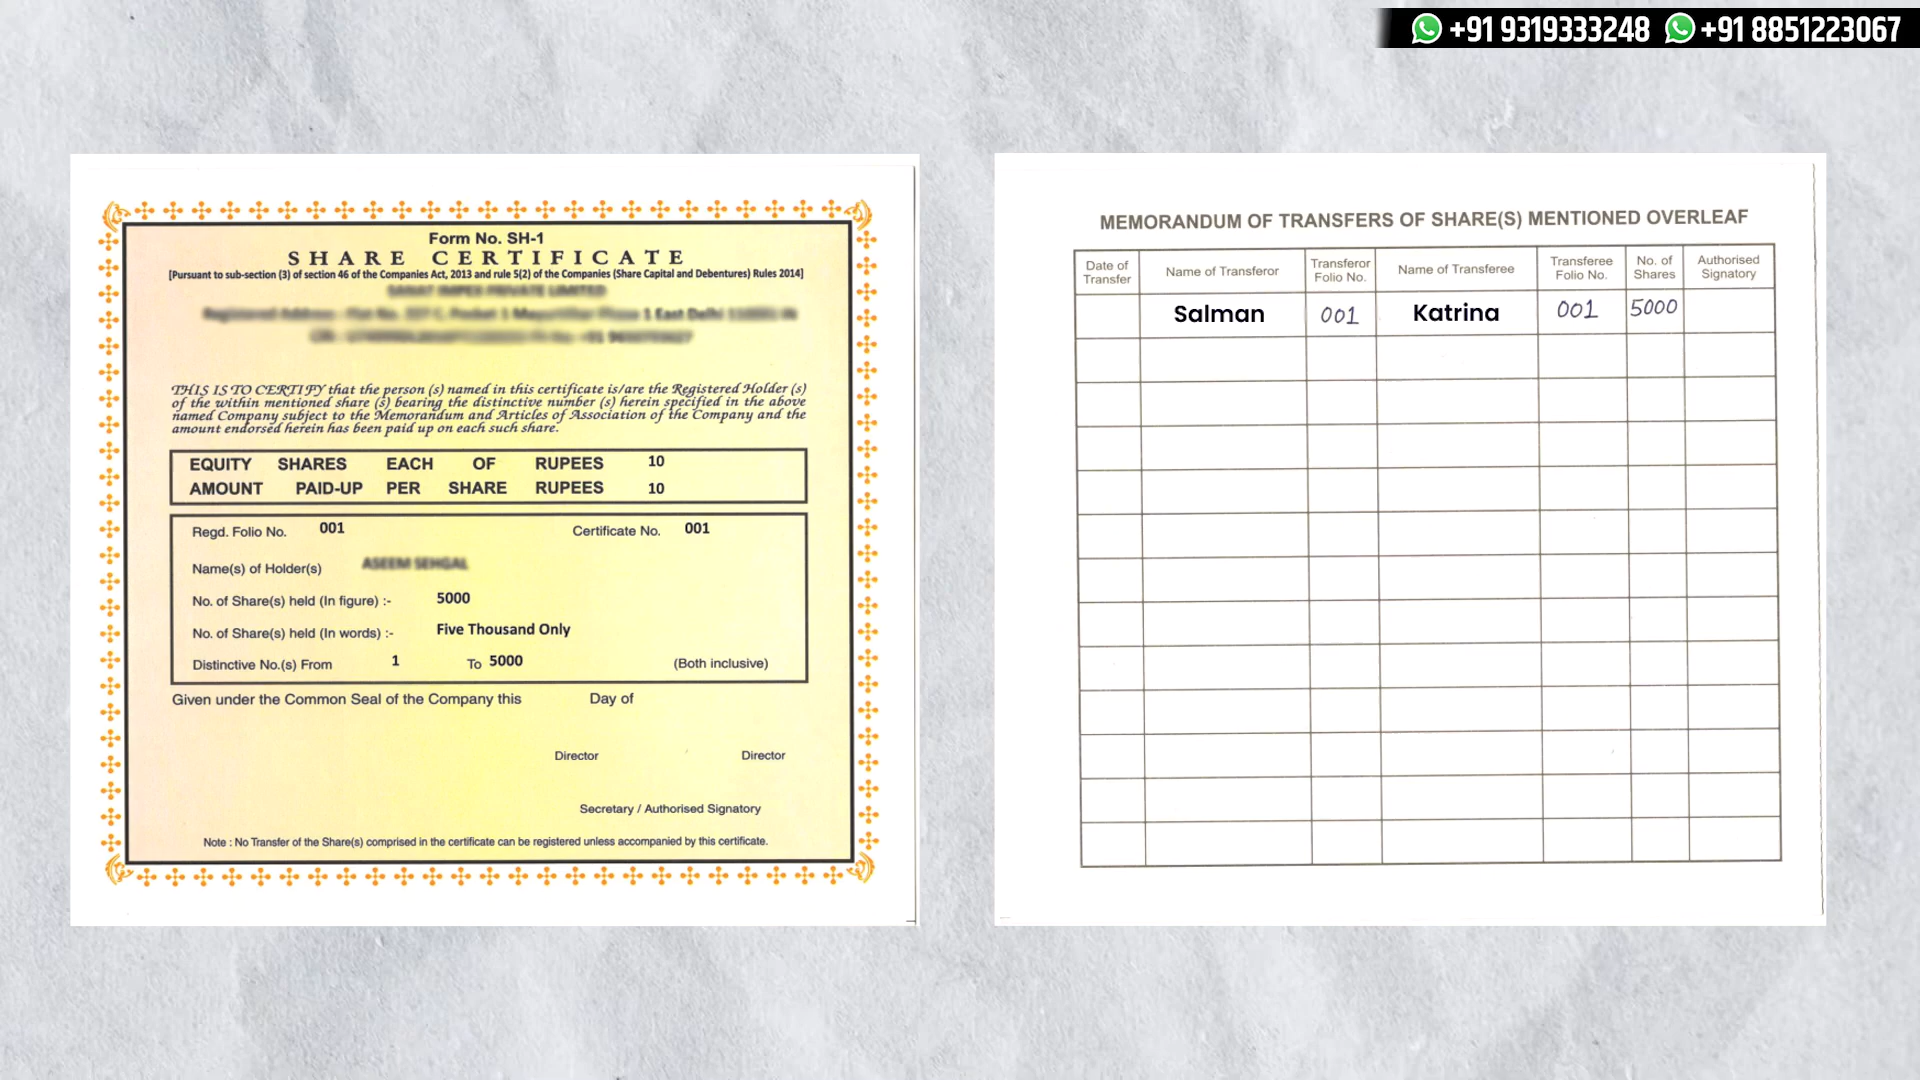 +91 9319333248 +91 8851223067
Form No. SH-1
SHARE CERTIFICATE
[Pursuant to sub-section (3) of section 46 of the Companies Act, 2013 and rule 5(2) of the Companies (Share Capital and Debentures) Rules 2014]
THIS IS TO CERTIFY that the person (s) named in this certificate is/are the Registered Holder (s)
of the within mentioned share (s) bearing the distinctive number (s) herein specified in the above
named Company subject to the Memorandum and Articles of Association of the Company and the
amount endorsed herein has been paid up on each such share.
EQUITY SHARES EACH OF RUPEES 10
AMOUNT PAID-UP PER SHARE RUPEES 10
Regd. Folio No. 001 Certificate No. 001
Name(s) of Holder(s)
No. of Share(s) held (In figure) :- 5000
No. of Share(s) held (In words) :- Five Thousand Only
Distinctive No.(s) From 1 To 5000 (Both inclusive)
Given under the Common Seal of the Company this Day of
Director Director
Secretary / Authorised Signatory
Note : No Transfer of the Share(s) comprised in the certificate can be registered unless accompanied by this certificate.
MEMORANDUM OF TRANSFERS OF SHARE(S) MENTIONED OVERLEAF
Date of Transfer Name of Transferor Transferor Folio No. Name of Transferee Transferee Folio No. No. of Shares Authorised Signatory
Salman 001 Katrina 001 5000